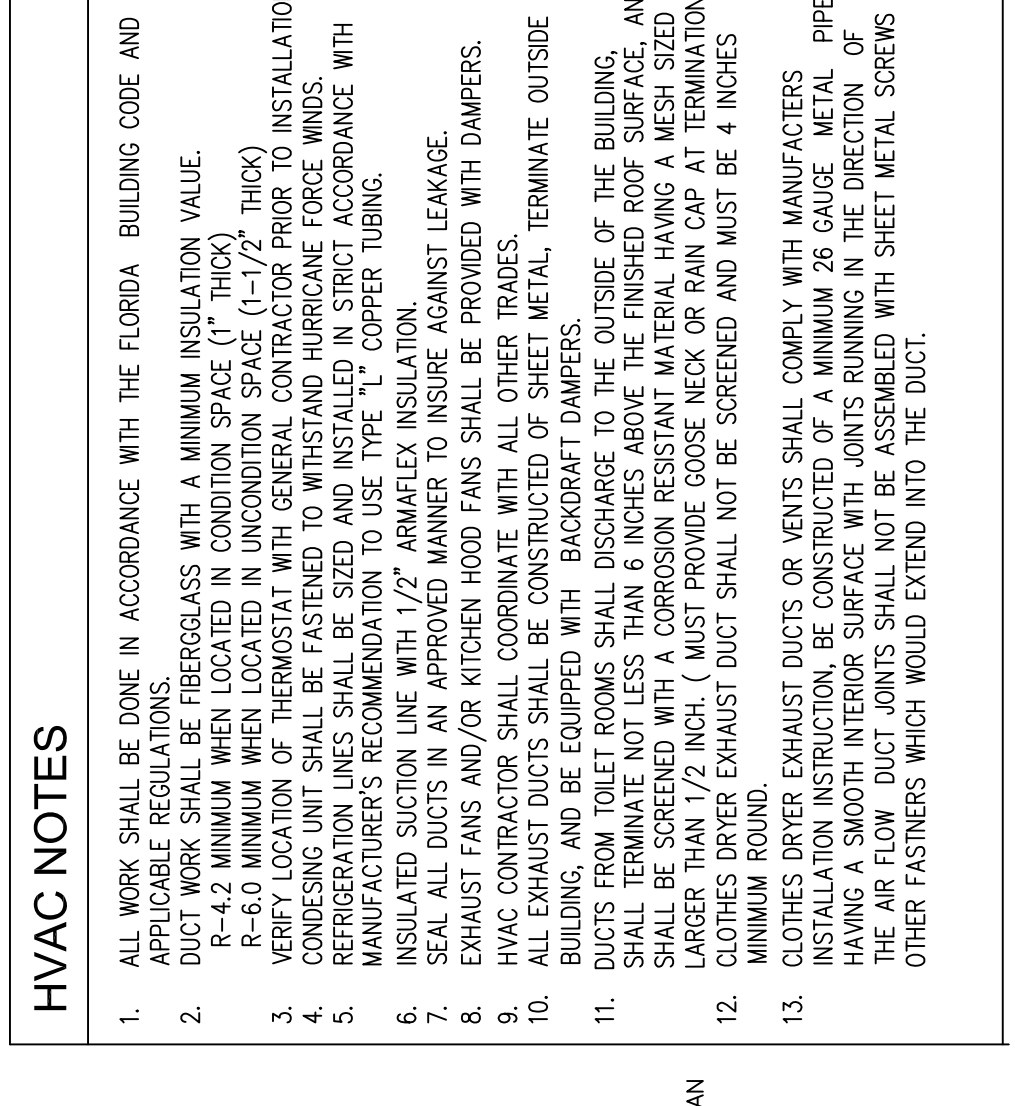 HVAC NOTES
1. ALL WORK SHALL BE DONE IN ACCORDANCE WITH THE FLORIDA BUILDING CODE AND
APPLICABLE REGULATIONS.
2. DUCT WORK SHALL BE FIBERGGLASS WITH A MINIMUM INSULATION VALUE.
R-4.2 MINIMUM WHEN LOCATED IN CONDITION SPACE (1" THICK)
R-6.0 MINIMUM WHEN LOCATED IN UNCONDITION SPACE (1-1/2" THICK)
3. VERIFY LOCATION OF THERMOSTAT WITH GENERAL CONTRACTOR PRIOR TO INSTALLATIO
4. CONDESING UNIT SHALL BE FASTENED TO WITHSTAND HURRICANE FORCE WINDS.
5. REFRIGERATION LINES SHALL BE SIZED AND INSTALLED IN STRICT ACCORDANCE WITH
MANUFACTURER'S RECOMMENDATION TO USE TYPE "L" COPPER TUBING.
6. INSULATED SUCTION LINE WITH 1/2" ARMAFLEX INSULATION.
7. SEAL ALL DUCTS IN AN APPROVED MANNER TO INSURE AGAINST LEAKAGE.
8. EXHAUST FANS AND/OR KITCHEN HOOD FANS SHALL BE PROVIDED WITH DAMPERS.
9. HVAC CONTRACTOR SHALL COORDINATE WITH ALL OTHER TRADES.
10. ALL EXHAUST DUCTS SHALL BE CONSTRUCTED OF SHEET METAL, TERMINATE OUTSIDE
BUILDING, AND BE EQUIPPED WITH BACKDRAFT DAMPERS.
11. DUCTS FROM TOILET ROOMS SHALL DISCHARGE TO THE OUTSIDE OF THE BUILDING,
SHALL TERMINATE NOT LESS THAN 6 INCHES ABOVE THE FINISHED ROOF SURFACE, AN
SHALL BE SCREENED WITH A CORROSION RESISTANT MATERIAL HAVING A MESH SIZED
LARGER THAN 1/2 INCH. ( MUST PROVIDE GOOSE NECK OR RAIN CAP AT TERMINATION
12. CLOTHES DRYER EXHAUST DUCT SHALL NOT BE SCREENED AND MUST BE 4 INCHES
MINIMUM ROUND.
13. CLOTHES DRYER EXHAUST DUCTS OR VENTS SHALL COMPLY WITH MANUFACTERS
INSTALLATION INSTRUCTION, BE CONSTRUCTED OF A MINIMUM 26 GAUGE METAL PIPE
HAVING A SMOOTH INTERIOR SURFACE WITH JOINTS RUNNING IN THE DIRECTION OF
THE AIR FLOW DUCT JOINTS SHALL NOT BE ASSEMBLED WITH SHEET METAL SCREWS
OTHER FASTNERS WHICH WOULD EXTEND INTO THE DUCT.
AN